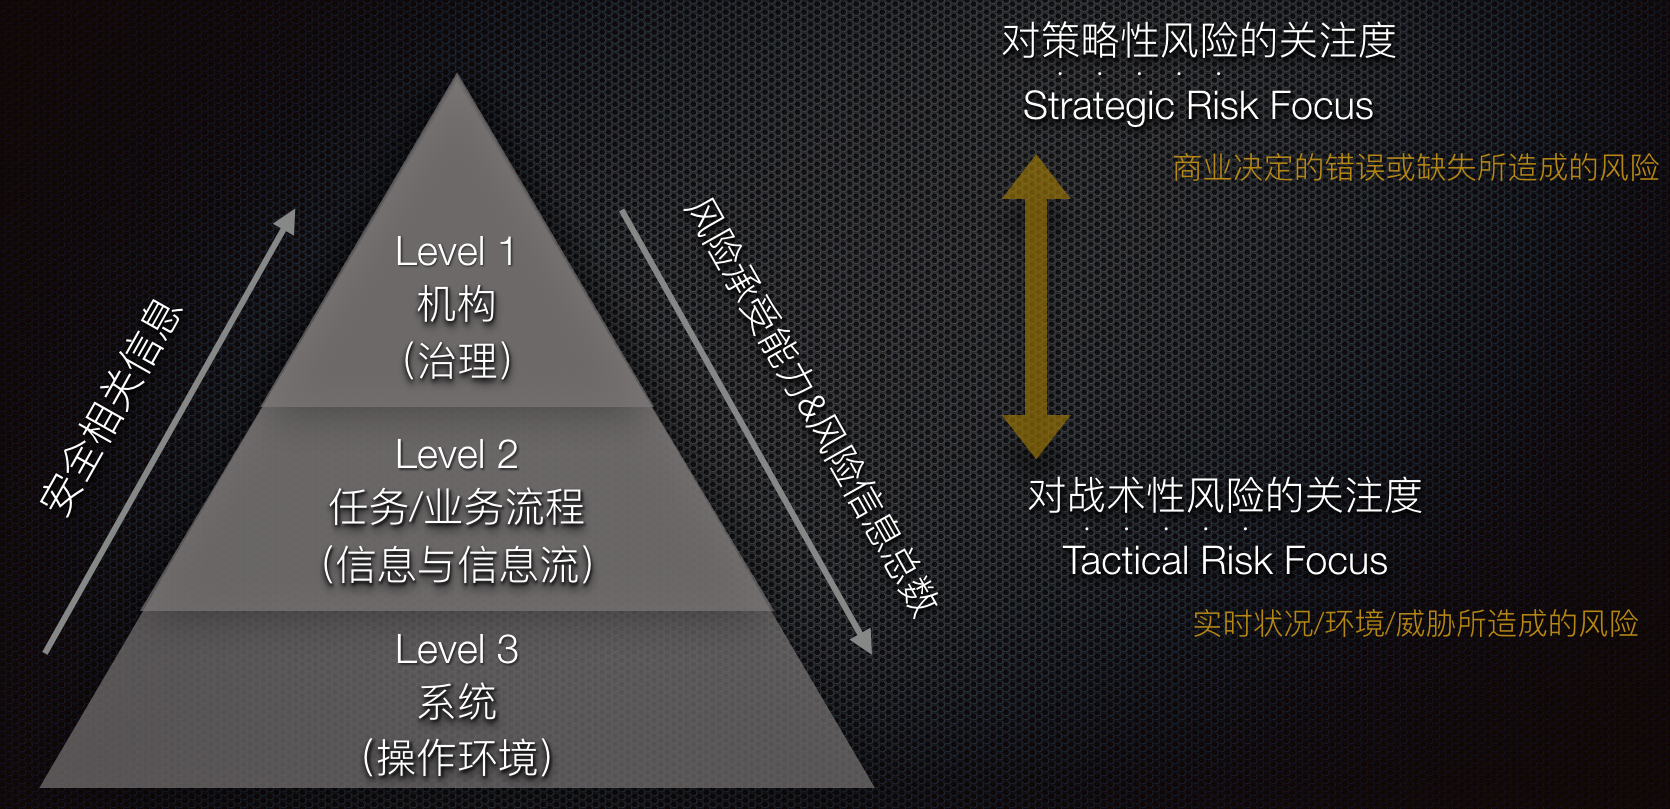 对策略性风险的关注度
Strategic Risk Focus
商业决定的错误或缺失所造成的风险
安全相关信息
Level 1
机构
（治理）
Level 2
任务/业务流程
（信息与信息流）
Level 3
系统
（操作环境）
风险承受能力&风险信息总数
对战术性风险的关注度
Tactical Risk Focus
实时状况/环境/威胁所造成的风险